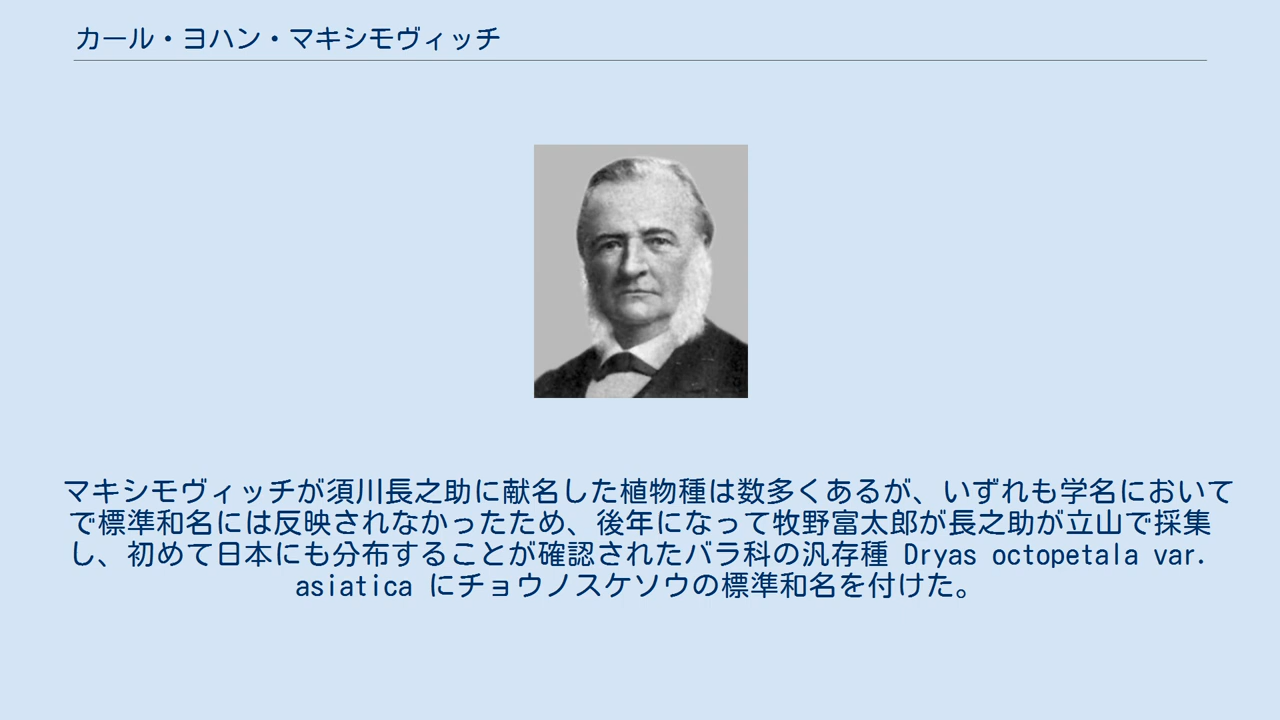 カール・ヨハン・マキシモヴィッチ
マキシモヴィッチが須川長之助に献名した植物種は数多くあるが、いずれも学名において
で標準和名には反映されなかったため、後年になって牧野富太郎が長之助が立山で採集
し、初めて日本にも分布することが確認されたバラ科の汎存種 Dryas octopetala var.
asiatica にチョウノスケソウの標準和名を付けた。